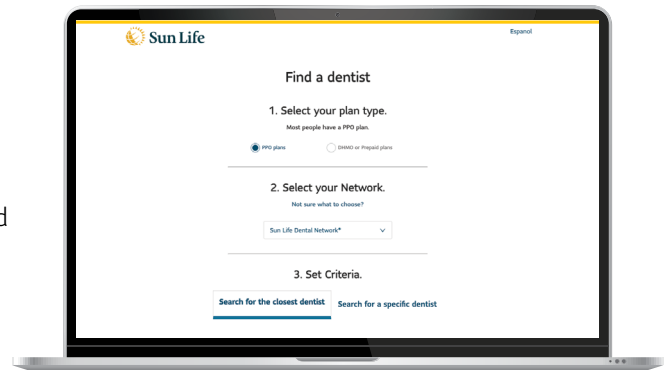 Sun Life
Espanol
Find a dentist
1. Select your plan type.
Most people have a PPO plan.
PPO plans
DHMO or Prepaid plans
2. Select your Network.
Not sure what to choose?
Sun Life Dental Network*
3. Set Criteria.
Search for the closest dentist
Search for a specific dentist
d